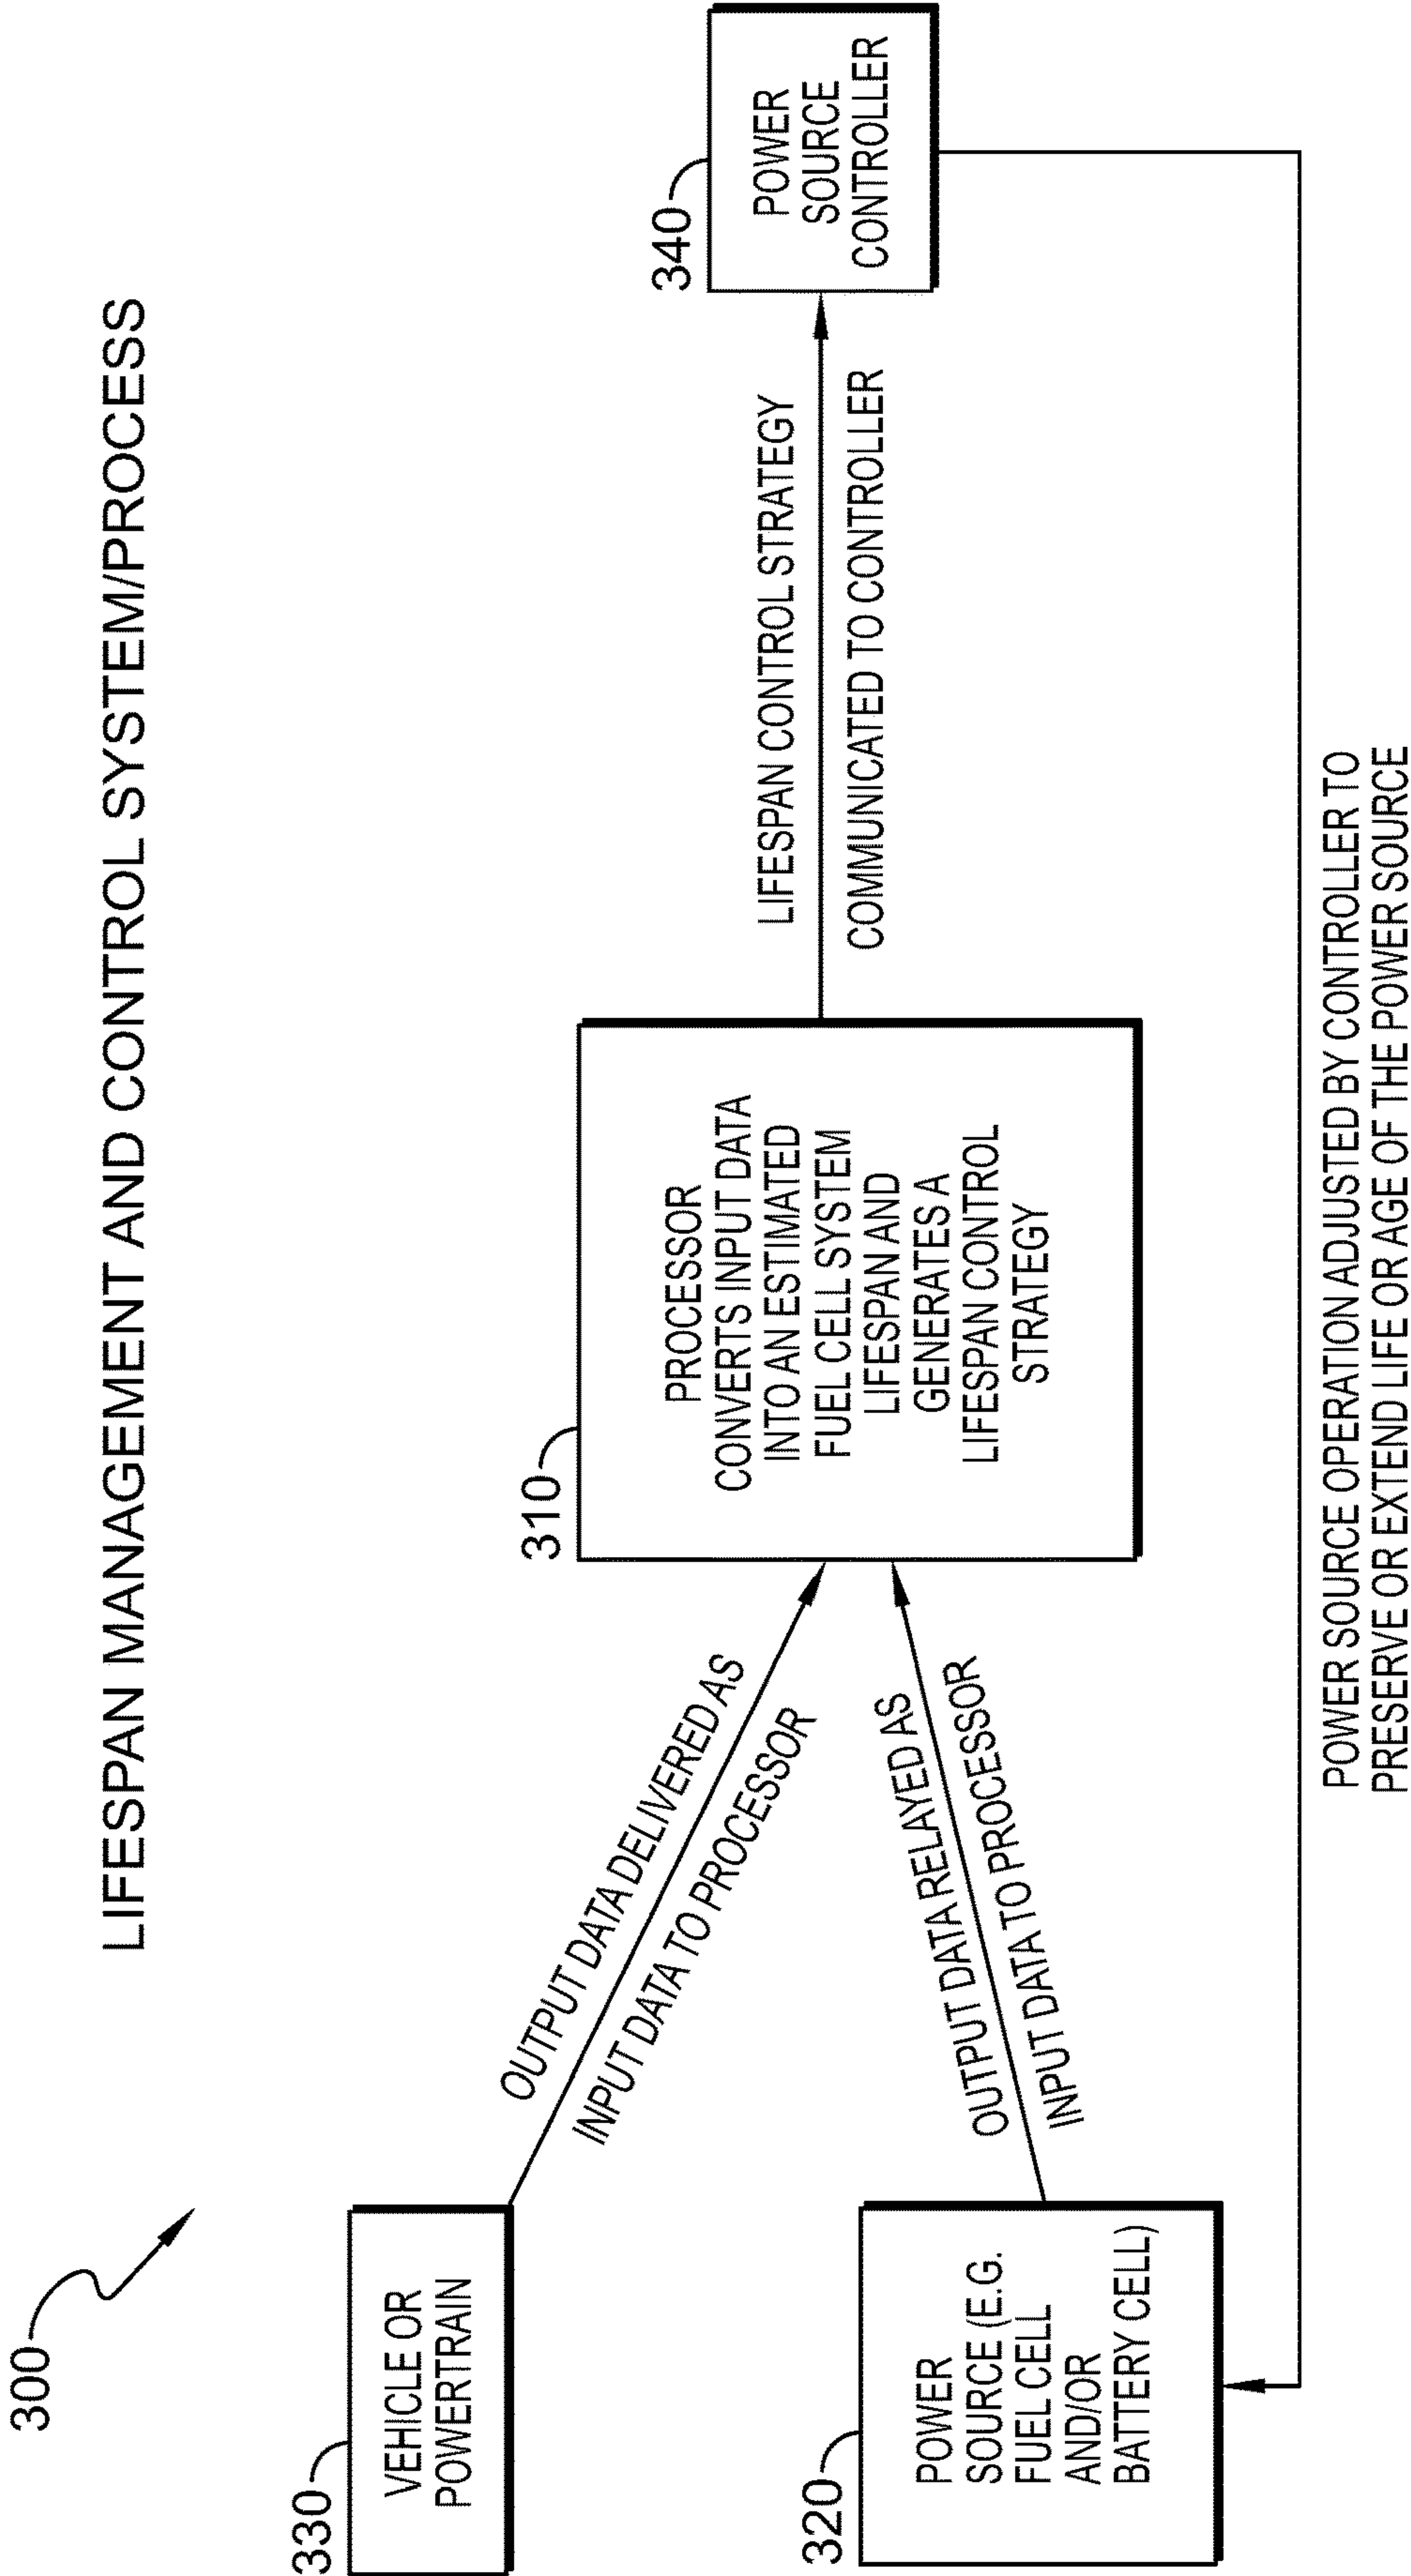 LIFESPAN MANAGEMENT AND CONTROL SYSTEM/PROCESS
300
330
VEHICLE OR
POWERTRAIN
OUTPUT DATA DELIVERED AS
INPUT DATA TO PROCESSOR
320
POWER
SOURCE (E.G.
FUEL CELL
AND/OR
BATTERY CELL)
OUTPUT DATA RELAYED AS
INPUT DATA TO PROCESSOR
310
PROCESSOR
CONVERTS INPUT DATA
INTO AN ESTIMATED
FUEL CELL SYSTEM
LIFESPAN AND
GENERATES A
LIFESPAN CONTROL
STRATEGY
LIFESPAN CONTROL STRATEGY
COMMUNICATED TO CONTROLLER
340
POWER
SOURCE
CONTROLLER
POWER SOURCE OPERATION ADJUSTED BY CONTROLLER TO
PRESERVE OR EXTEND LIFE OR AGE OF THE POWER SOURCE